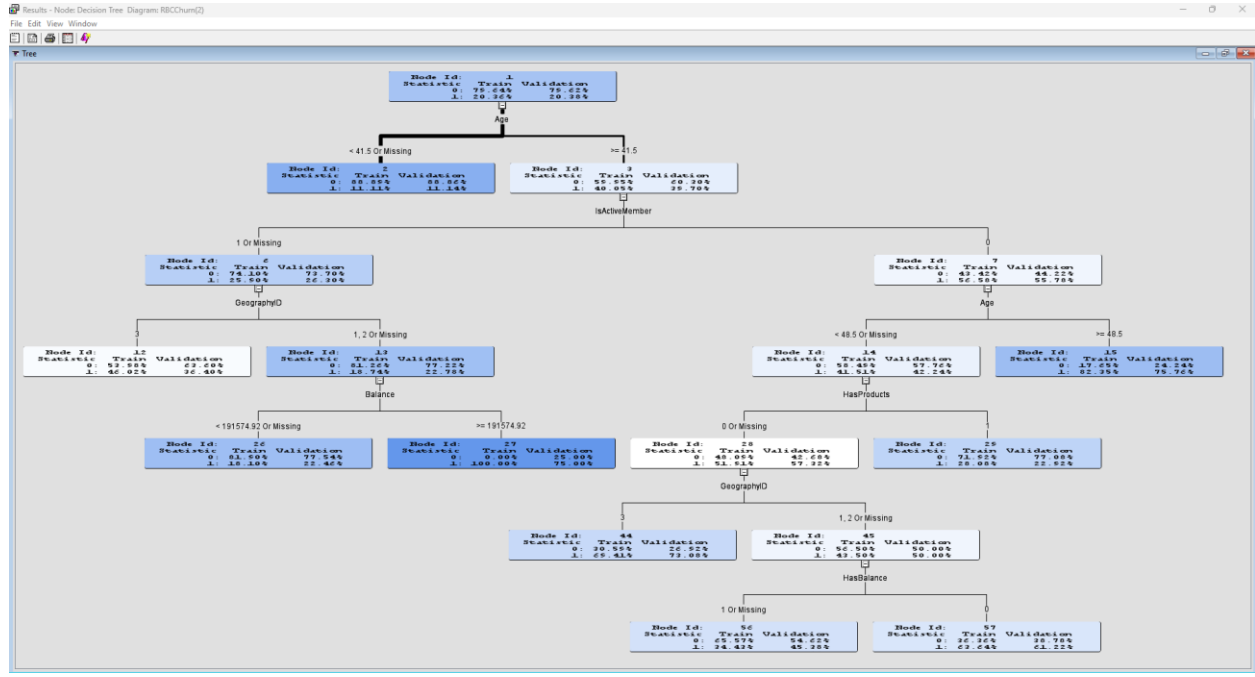 Results - Node: Decision Tree Diagram: RBCChurn(2)
File Edit View Window
Tree
Node Id: 1
Statistic Train Validation
0: 79.64% 79.62%
1: 20.36% 20.38%
Age
< 41.5 Or Missing
>= 41.5
Node Id: 2
Statistic Train Validation
0: 88.89% 88.86%
1: 11.11% 11.14%
Node Id: 3
Statistic Train Validation
0: 59.95% 60.30%
1: 40.05% 39.70%
IsActiveMember
1 Or Missing
0
Node Id: 6
Statistic Train Validation
0: 74.10% 73.70%
1: 25.90% 26.30%
Node Id: 7
Statistic Train Validation
0: 43.42% 44.22%
1: 56.58% 55.78%
GeographyID
Age
3
1, 2 Or Missing
< 48.5 Or Missing
>= 48.5
Node Id: 12
Statistic Train Validation
0: 53.98% 63.60%
1: 46.02% 36.40%
Node Id: 13
Statistic Train Validation
0: 81.26% 77.22%
1: 18.74% 22.78%
Node Id: 14
Statistic Train Validation
0: 58.49% 57.76%
1: 41.51% 42.24%
Node Id: 15
Statistic Train Validation
0: 17.65% 24.24%
1: 82.35% 75.76%
Balance
HasProducts
< 191574.92 Or Missing
>= 191574.92
0 Or Missing
1
Node Id: 26
Statistic Train Validation
0: 81.90% 77.54%
1: 18.10% 22.46%
Node Id: 27
Statistic Train Validation
0: 0.00% 25.00%
1: 100.00% 75.00%
Node Id: 28
Statistic Train Validation
0: 48.09% 42.68%
1: 51.91% 57.32%
Node Id: 29
Statistic Train Validation
0: 71.92% 77.08%
1: 28.08% 22.92%
GeographyID
3
1, 2 Or Missing
Node Id: 44
Statistic Train Validation
0: 30.59% 26.92%
1: 69.41% 73.08%
Node Id: 45
Statistic Train Validation
0: 56.50% 50.00%
1: 43.50% 50.00%
HasBalance
1 Or Missing
0
Node Id: 56
Statistic Train Validation
0: 65.57% 54.62%
1: 34.43% 45.38%
Node Id: 57
Statistic Train Validation
0: 36.36% 38.78%
1: 63.64% 61.22%